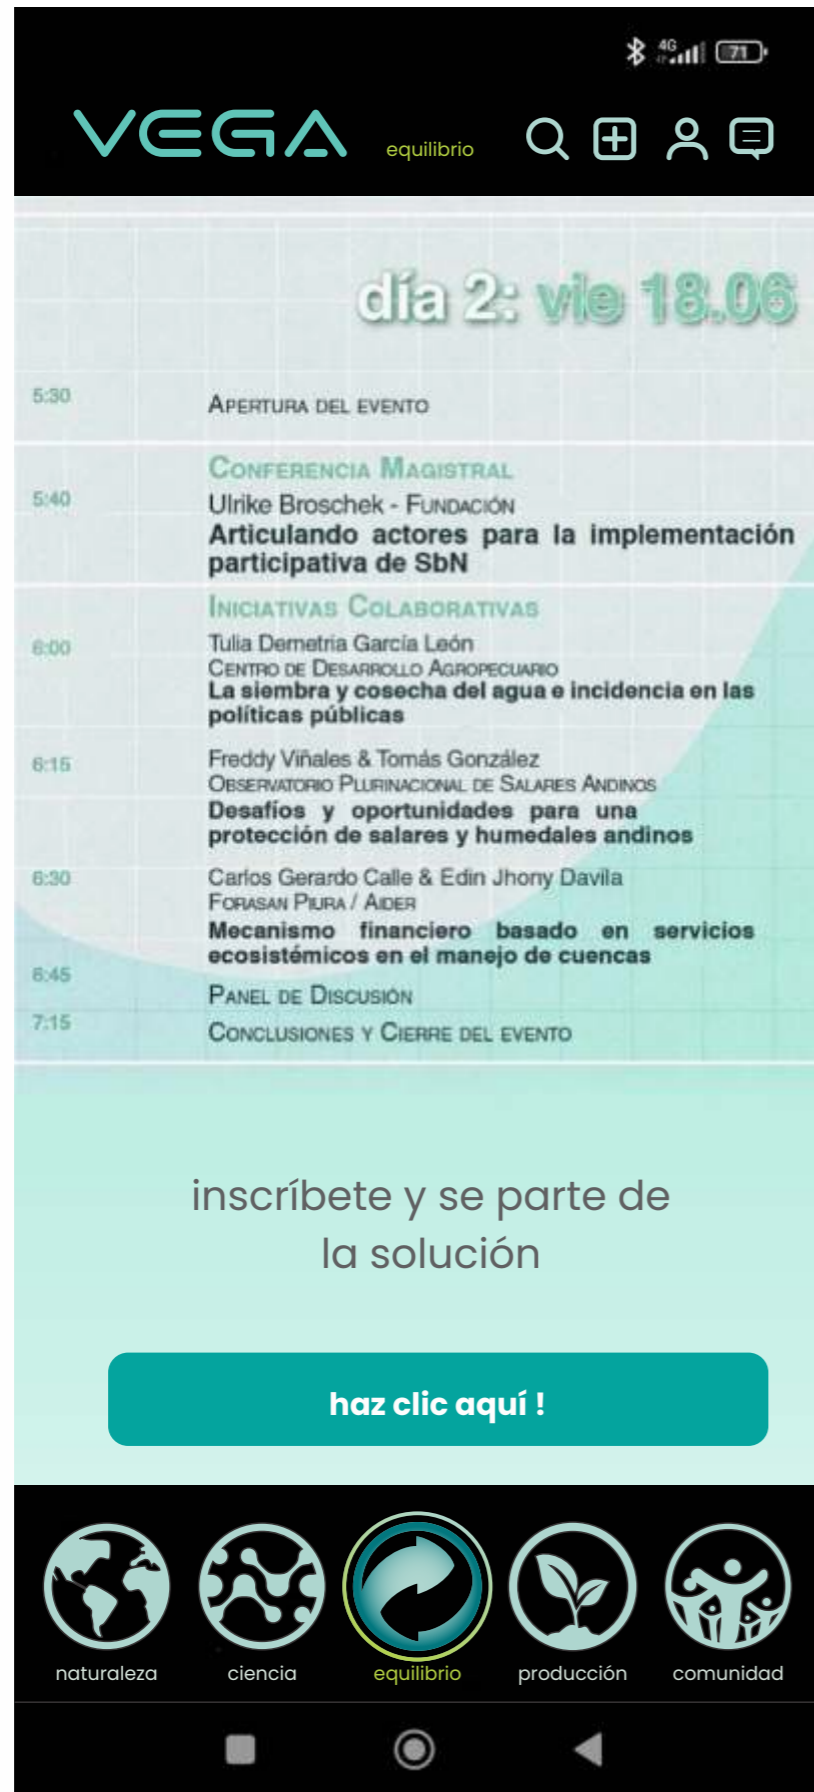 4G
71
VEGA
equilibrio
día 2: vie 18.06
5:30
APERTURA DEL EVENTO
CONFERENCIA MAGISTRAL
5:40
Ulrike Broschek - FUNDACIÓN
Articulando actores para la implementación
participativa de SbN
INICIATIVAS COLABORATIVAS
6:00
Tulia Demetria García León
CENTRO DE DESARROLLO AGROPECUARIO
La siembra y cosecha del agua e incidencia en las
políticas públicas
6:15
Freddy Viñales & Tomás González
OBSERVATORIO PLURINACIONAL DE SALARES ANDINOS
Desafíos y oportunidades para una
protección de salares y humedales andinos
6:30
Carlos Gerardo Calle & Edin Jhony Davila
FORASAN PIURA / AIDER
Mecanismo financiero basado en servicios
ecosistémicos en el manejo de cuencas
6:45
PANEL DE DISCUSIÓN
7:15
CONCLUSIONES Y CIERRE DEL EVENTO
inscríbete y se parte de
la solución
haz clic aquí !
naturaleza
ciencia
equilibrio
producción
comunidad